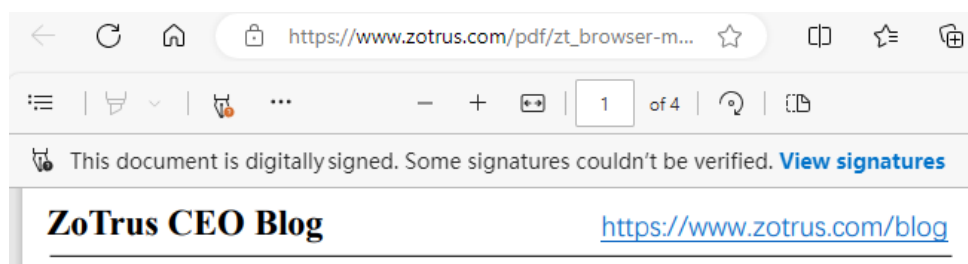 https://www.zotrus.com/pdf/zt_browser-m...
1 of 4
This document is digitally signed. Some signatures couldn't be verified. View signatures
ZoTrus CEO Blog https://www.zotrus.com/blog